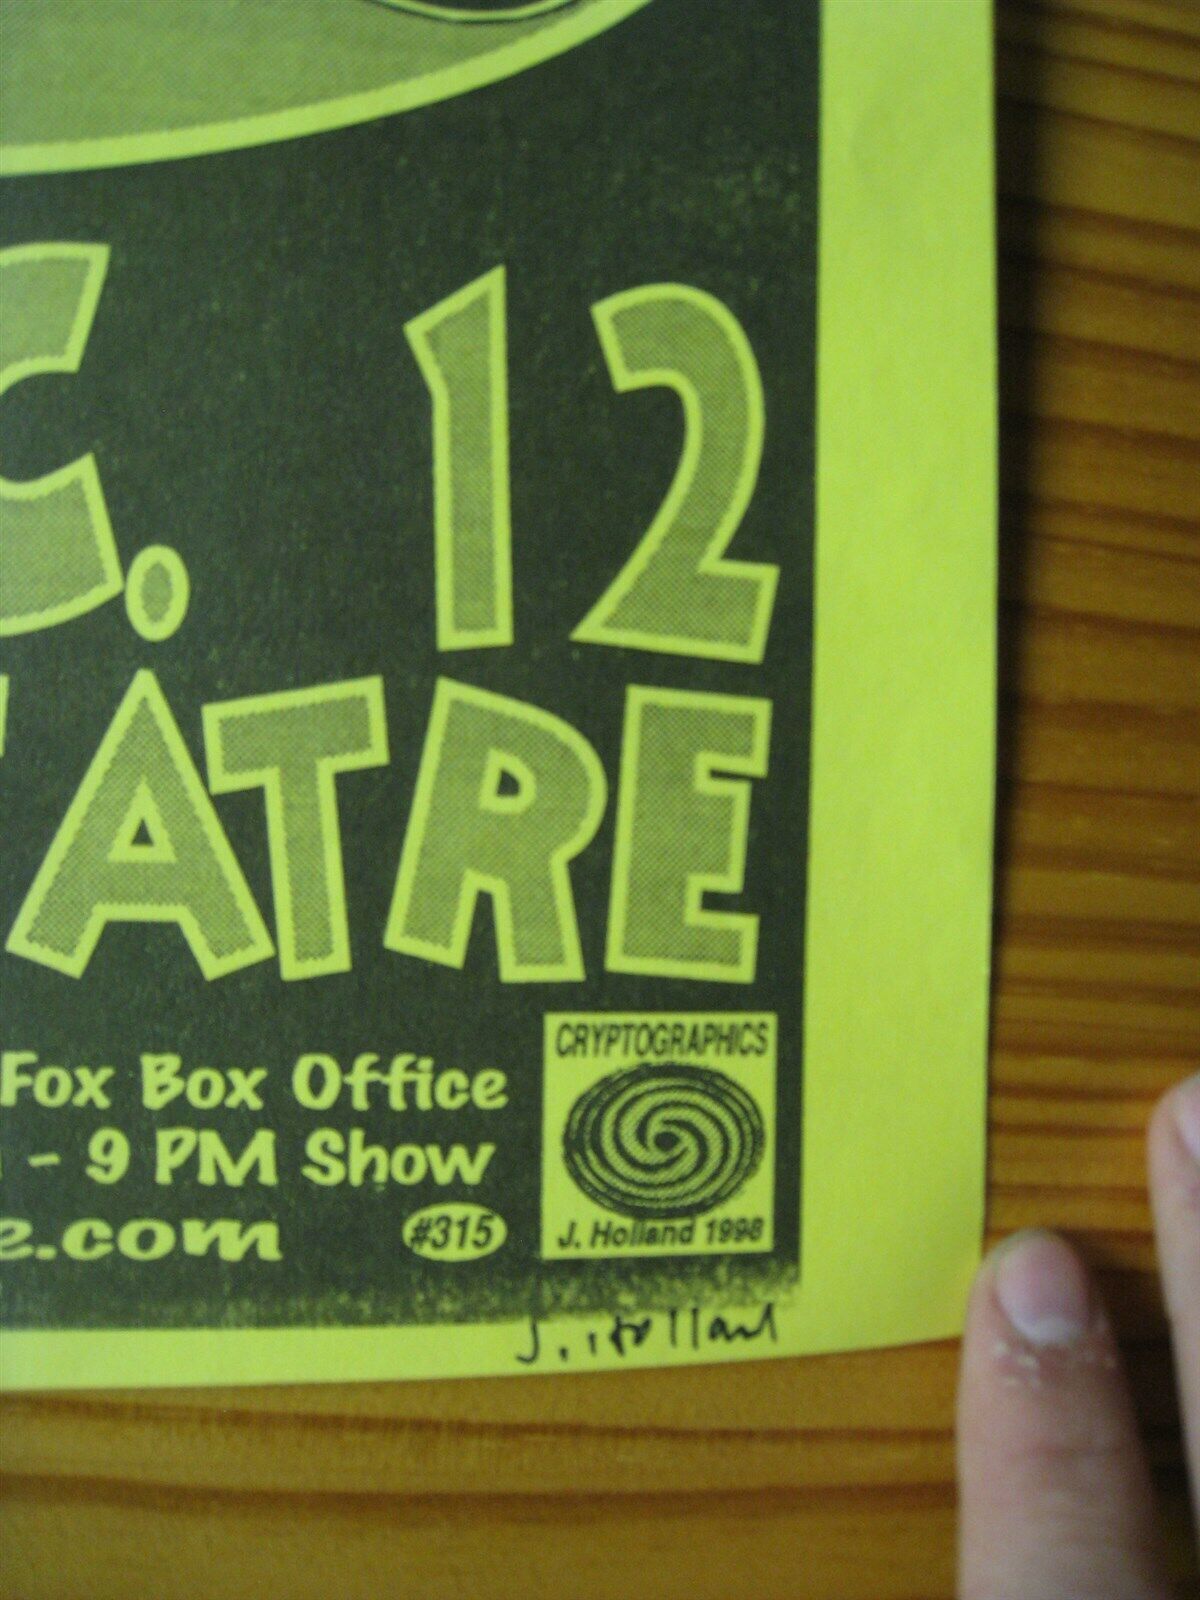 C. 12
ATRE
Fox Box Office
- 9 PM Show
e.com
#315
CRYPTOGRAPHICS
J. Holland 1998
J. Holland